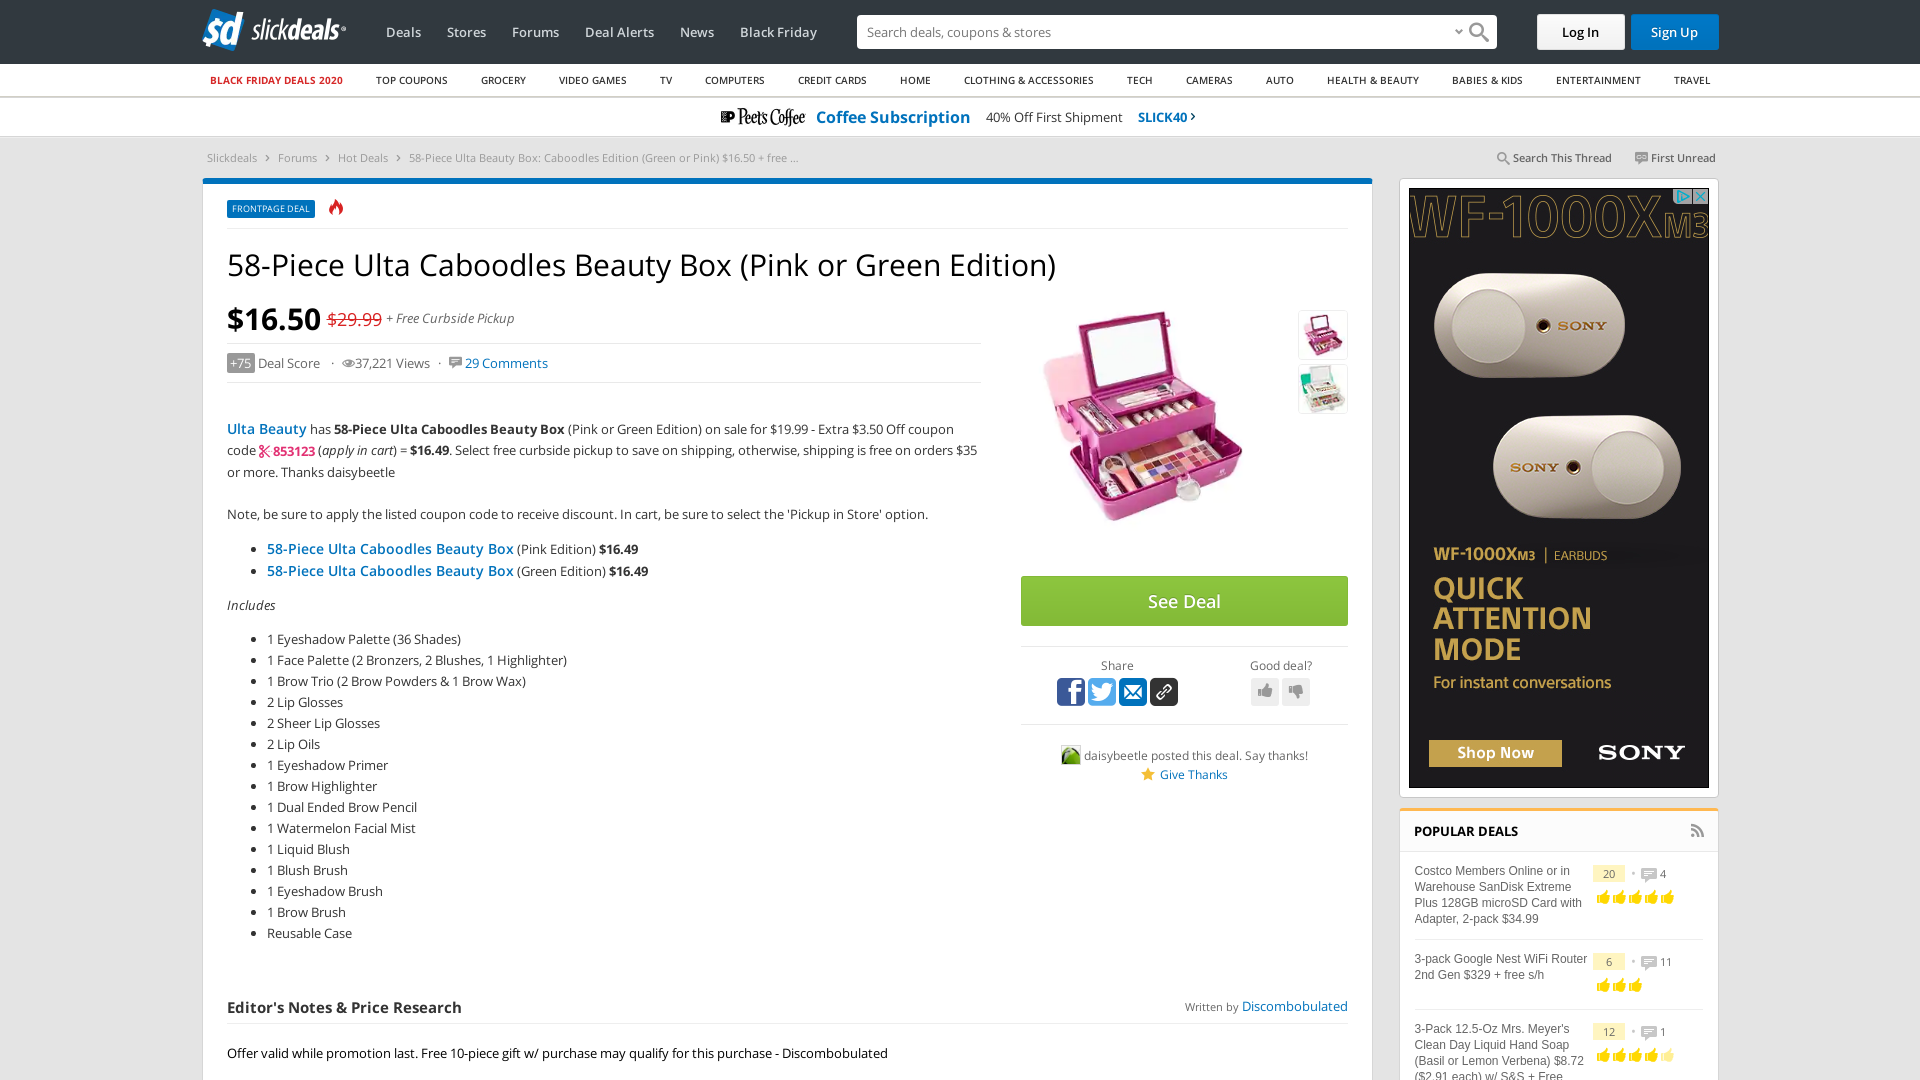 sd slickdeals
Deals Stores Forums Deal Alerts News Black Friday
Search deals, coupons & stores
Log In Sign Up
BLACK FRIDAY DEALS 2020 TOP COUPONS GROCERY VIDEO GAMES TV COMPUTERS CREDIT CARDS HOME CLOTHING & ACCESSORIES TECH CAMERAS AUTO HEALTH & BEAUTY BABIES & KIDS ENTERTAINMENT TRAVEL
Peet's Coffee Coffee Subscription 40% Off First Shipment SLICK40 ›
Slickdeals › Forums › Hot Deals › 58-Piece Ulta Beauty Box: Caboodles Edition (Green or Pink) $16.50 + free ...
Search This Thread First Unread
FRONTPAGE DEAL
58-Piece Ulta Caboodles Beauty Box (Pink or Green Edition)
$16.50 $29.99 + Free Curbside Pickup
+75 Deal Score · 37,221 Views · 29 Comments
Ulta Beauty has 58-Piece Ulta Caboodles Beauty Box (Pink or Green Edition) on sale for $19.99 - Extra $3.50 Off coupon
code 853123 (apply in cart) = $16.49. Select free curbside pickup to save on shipping, otherwise, shipping is free on orders $35
or more. Thanks daisybeetle
Note, be sure to apply the listed coupon code to receive discount. In cart, be sure to select the 'Pickup in Store' option.
• 58-Piece Ulta Caboodles Beauty Box (Pink Edition) $16.49
• 58-Piece Ulta Caboodles Beauty Box (Green Edition) $16.49
Includes
• 1 Eyeshadow Palette (36 Shades)
• 1 Face Palette (2 Bronzers, 2 Blushes, 1 Highlighter)
• 1 Brow Trio (2 Brow Powders & 1 Brow Wax)
• 2 Lip Glosses
• 2 Sheer Lip Glosses
• 2 Lip Oils
• 1 Eyeshadow Primer
• 1 Brow Highlighter
• 1 Dual Ended Brow Pencil
• 1 Watermelon Facial Mist
• 1 Liquid Blush
• 1 Blush Brush
• 1 Eyeshadow Brush
• 1 Brow Brush
• Reusable Case
See Deal
Share Good deal?
daisybeetle posted this deal. Say thanks!
Give Thanks
Editor's Notes & Price Research
Written by Discombobulated
Offer valid while promotion last. Free 10-piece gift w/ purchase may qualify for this purchase - Discombobulated
WF-1000XM3
SONY
SONY
WF-1000XM3 | EARBUDS
QUICK
ATTENTION
MODE
For instant conversations
Shop Now SONY
POPULAR DEALS
Costco Members Online or in
Warehouse SanDisk Extreme
Plus 128GB microSD Card with
Adapter, 2-pack $34.99
20 • 4
3-pack Google Nest WiFi Router
2nd Gen $329 + free s/h
6 • 11
3-Pack 12.5-Oz Mrs. Meyer's
Clean Day Liquid Hand Soap
(Basil or Lemon Verbena) $8.72
($2.91 each) w/ S&S + Free
12 • 1